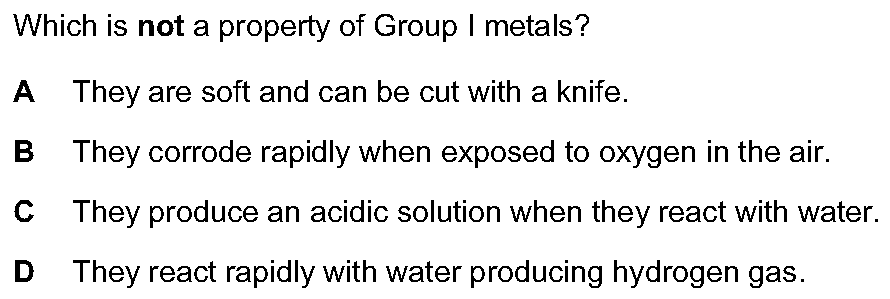 Which is not a property of Group I metals?
A They are soft and can be cut with a knife.
B They corrode rapidly when exposed to oxygen in the air.
C They produce an acidic solution when they react with water.
D They react rapidly with water producing hydrogen gas.